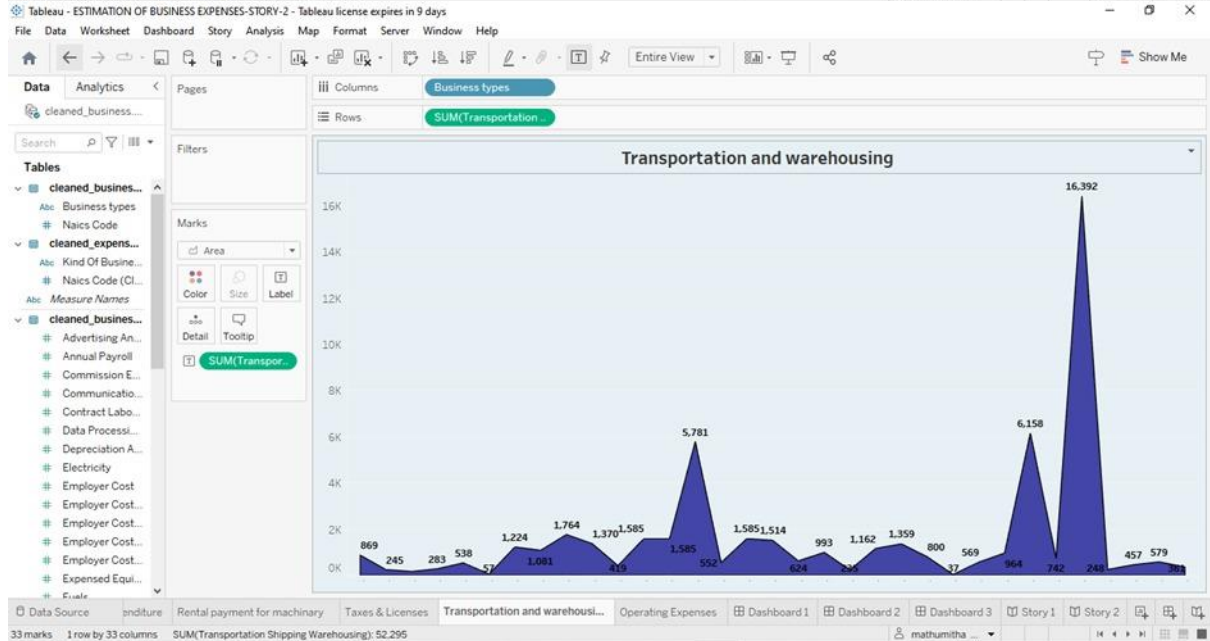 Tableau - ESTIMATION OF BUSINESS EXPENSES-STORY-2 - Tableau license expires in 9 days
File Data Worksheet Dashboard Story Analysis Map Format Server Window Help
Entire View
Show Me
Data Analytics
cleaned_business....
Search
Tables
cleaned_busines...
Abc Business types
# Naics Code
cleaned_expens...
Abc Kind Of Busine...
# Naics Code (Cl...
Abc Measure Names
cleaned_busines...
# Advertising An...
# Annual Payroll
# Commission E...
# Communicatio...
# Contract Labo...
# Data Processi...
# Depreciation A...
# Electricity
# Employer Cost
# Employer Cost...
# Employer Cost...
# Employer Cost...
# Employer Cost...
# Expensed Equi...
# Fuels
Pages
Filters
Marks
Area
Color Size Label
Detail Tooltip
SUM(Transpor..
Columns Business types
Rows SUM(Transportation ..
Transportation and warehousing
16K
14K
12K
10K
8K
6K
4K
2K
0K
869
245
283
538
57
1,224
1,081
1,764
1,370
419
1,585
1,585
5,781
552
1,585
1,514
624
993
235
1,162
1,359
800
37
569
964
6,158
742
16,392
248
457
579
361
Data Source enditure Rental payment for machinary Taxes & Licenses Transportation and warehousi... Operating Expenses Dashboard 1 Dashboard 2 Dashboard 3 Story 1 Story 2
33 marks 1 row by 33 columns SUM(Transportation Shipping Warehousing): 52,295 mathumitha ...